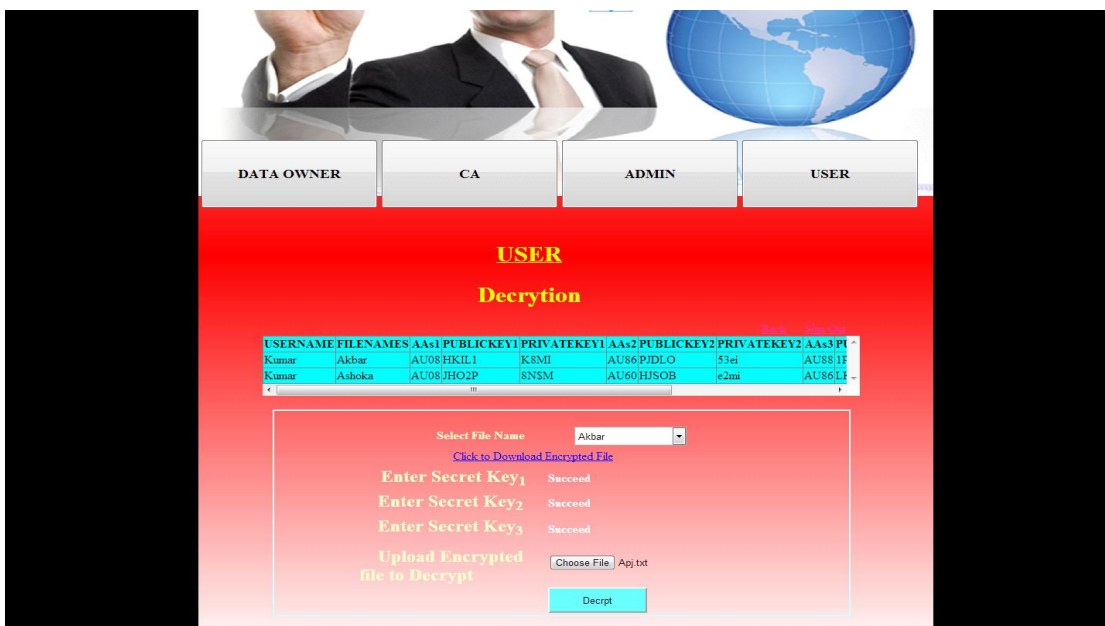 DATA OWNER CA ADMIN USER
USER
Decrytion
Back Sign Out
USERNAME FILENAMES AAs1 PUBLICKEY1 PRIVATEKEY1 AAs2 PUBLICKEY2 PRIVATEKEY2 AAs3
Kumar Akbar AU08 HKIL1 K8MI AU86 PJDLO 53ei AU88
Kumar Ashoka AU08 JHO2P 8NSM AU60 HJSOB e2mi AU86
Select File Name Akbar
Click to Download Encrypted File
Enter Secret Key1 Succeed
Enter Secret Key2 Succeed
Enter Secret Key3 Succeed
Upload Encrypted
file to Decrypt
Choose File Apj.txt
Decrpt